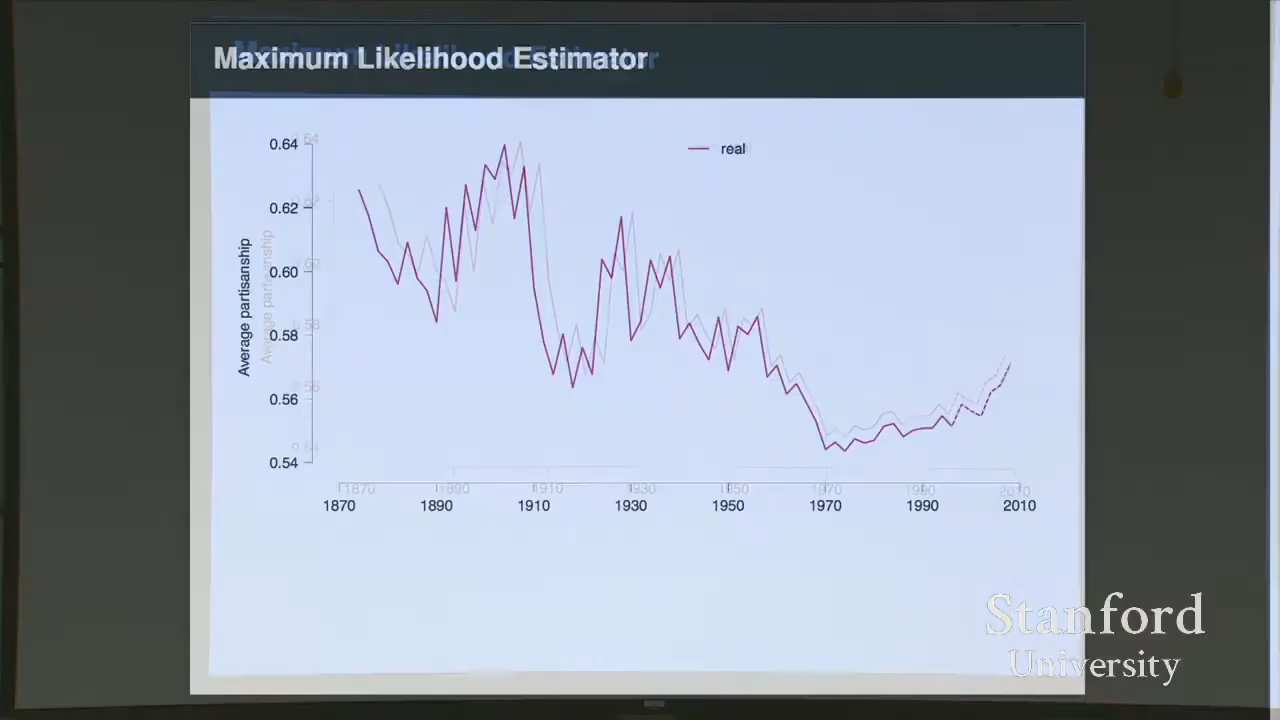 Maximum Likelihood Estimator
real
Average partisanship
0.64
0.62
0.60
0.58
0.56
0.54
1870 1890 1910 1930 1950 1970 1990 2010
Stanford
University